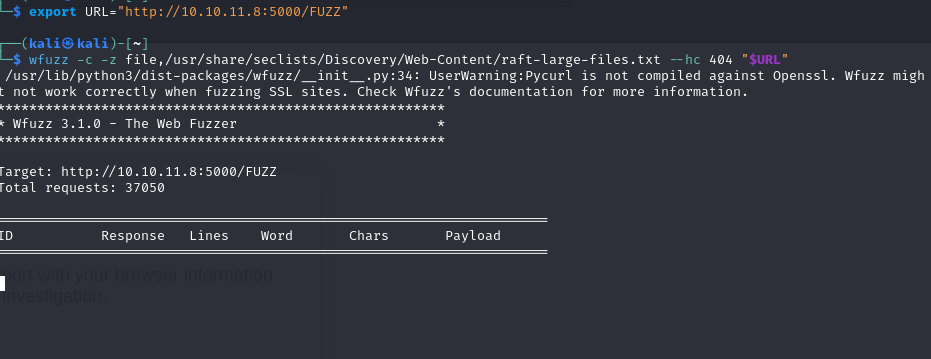 └─$ export URL="http://10.10.11.8:5000/FUZZ"
┌──(kali㉿kali)-[~]
└─$ wfuzz -c -z file,/usr/share/seclists/Discovery/Web-Content/raft-large-files.txt --hc 404 "$URL"
/usr/lib/python3/dist-packages/wfuzz/__init__.py:34: UserWarning:Pycurl is not compiled against Openssl. Wfuzz migh
t not work correctly when fuzzing SSL sites. Check Wfuzz's documentation for more information.
********************************************************
* Wfuzz 3.1.0 - The Web Fuzzer                         *
********************************************************
Target: http://10.10.11.8:5000/FUZZ
Total requests: 37050
=====================================================================
ID           Response   Lines    Word       Chars       Payload
=====================================================================
port with your browser information
investigation.